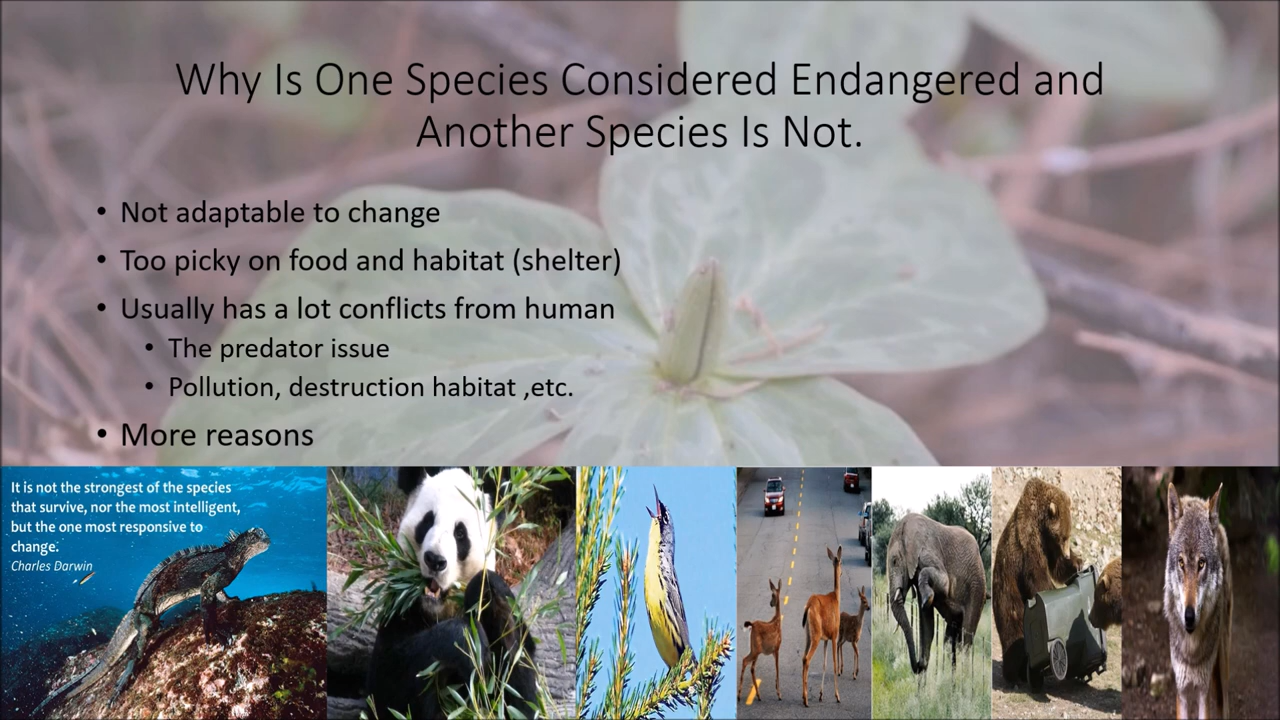 Why Is One Species Considered Endangered and
Another Species Is Not.
• Not adaptable to change
• Too picky on food and habitat (shelter)
• Usually has a lot conflicts from human
• The predator issue
• Pollution, destruction habitat ,etc.
• More reasons
It is not the strongest of the species
that survive, nor the most intelligent,
but the one most responsive to
change.
Charles Darwin